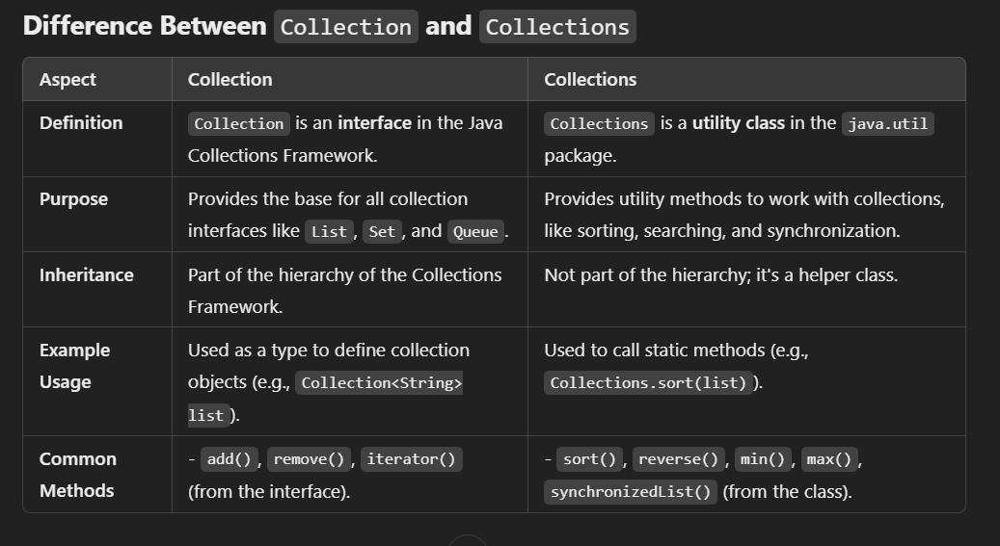 Difference Between Collection and Collections
Aspect Collection Collections
Definition Collection is an interface in the Java Collections Framework. Collections is a utility class in the java.util package.
Purpose Provides the base for all collection interfaces like List, Set, and Queue. Provides utility methods to work with collections, like sorting, searching, and synchronization.
Inheritance Part of the hierarchy of the Collections Framework. Not part of the hierarchy; it's a helper class.
Example Usage Used as a type to define collection objects (e.g., Collection<String> list). Used to call static methods (e.g., Collections.sort(list)).
Common Methods - add(), remove(), iterator() (from the interface). - sort(), reverse(), min(), max(), synchronizedList() (from the class).